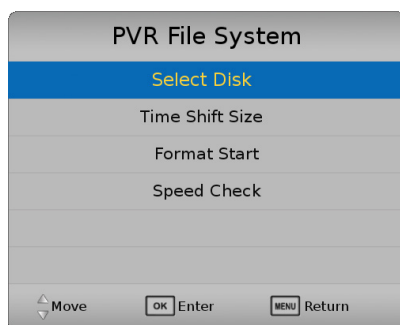 PVR File System
Select Disk
Time Shift Size
Format Start
Speed Check
Move OK Enter MENU Return